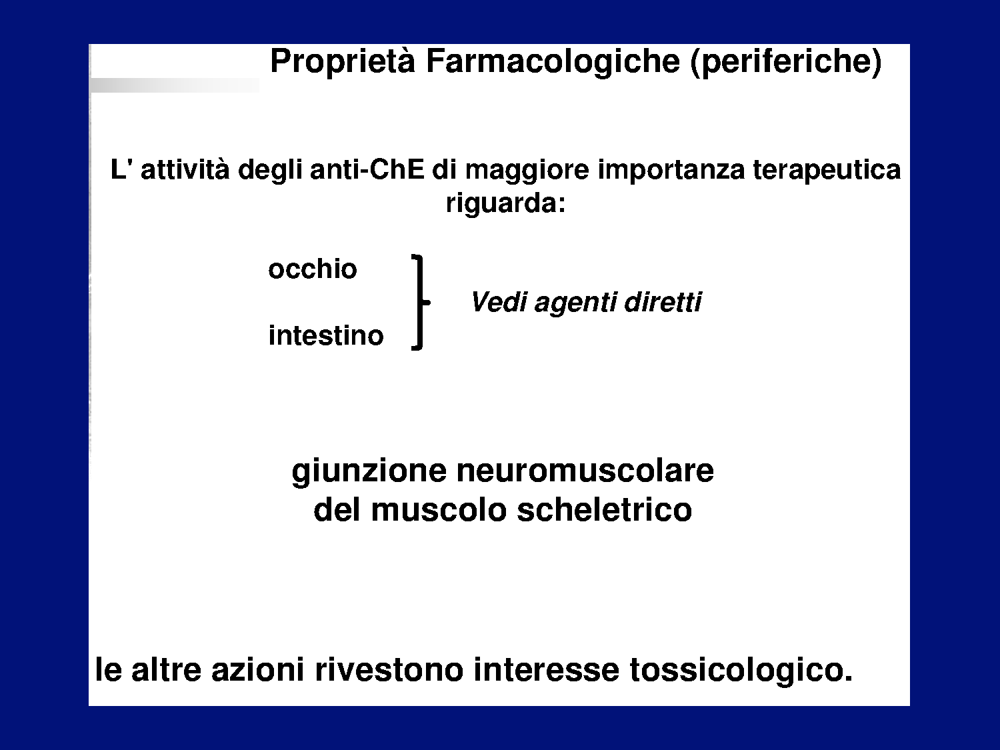 Proprietà Farmacologiche (periferiche)
L' attività degli anti-ChE di maggiore importanza terapeutica
riguarda:
occhio
Vedi agenti diretti
intestino
giunzione neuromuscolare
del muscolo scheletrico
le altre azioni rivestono interesse tossicologico.